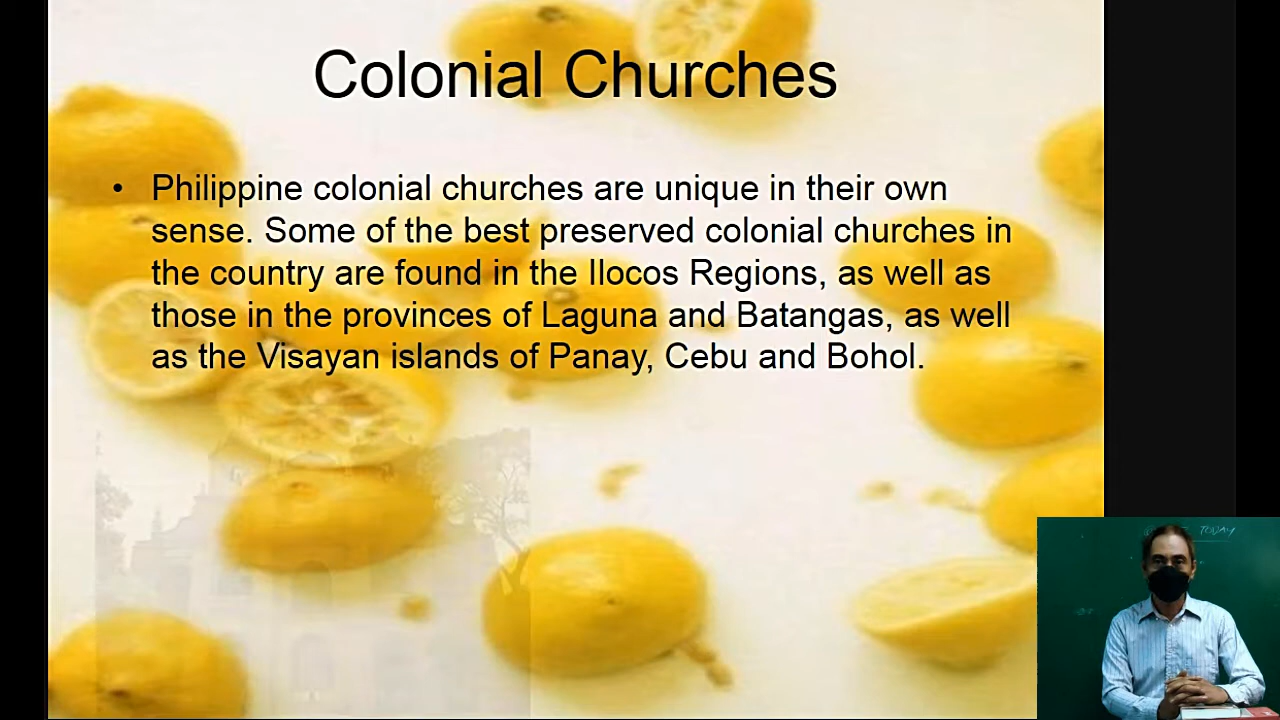 Colonial Churches
• Philippine colonial churches are unique in their own
sense. Some of the best preserved colonial churches in
the country are found in the Ilocos Regions, as well as
those in the provinces of Laguna and Batangas, as well
as the Visayan islands of Panay, Cebu and Bohol.
TODAY